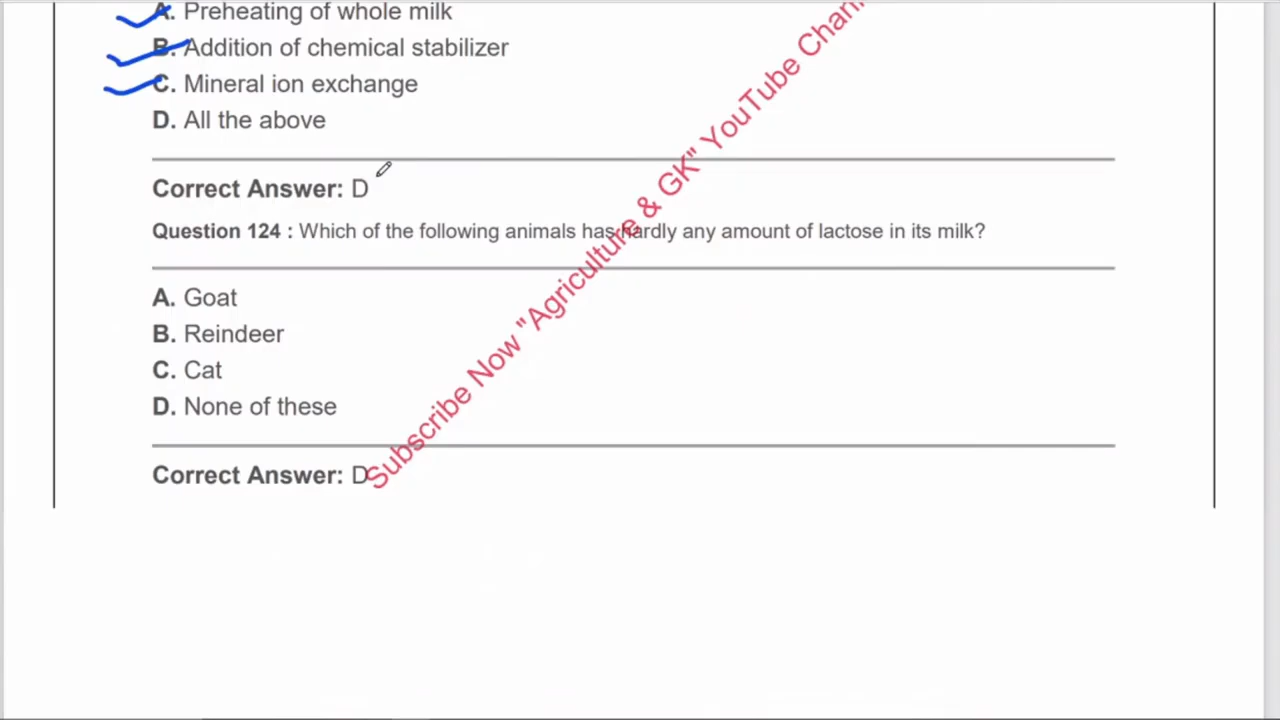 A. Preheating of whole milk
B. Addition of chemical stabilizer
C. Mineral ion exchange
D. All the above
Correct Answer: D
Question 124 : Which of the following animals has hardly any amount of lactose in its milk?
A. Goat
B. Reindeer
C. Cat
D. None of these
Correct Answer: D
Subscribe Now "Agriculture & GK" YouTube Chan